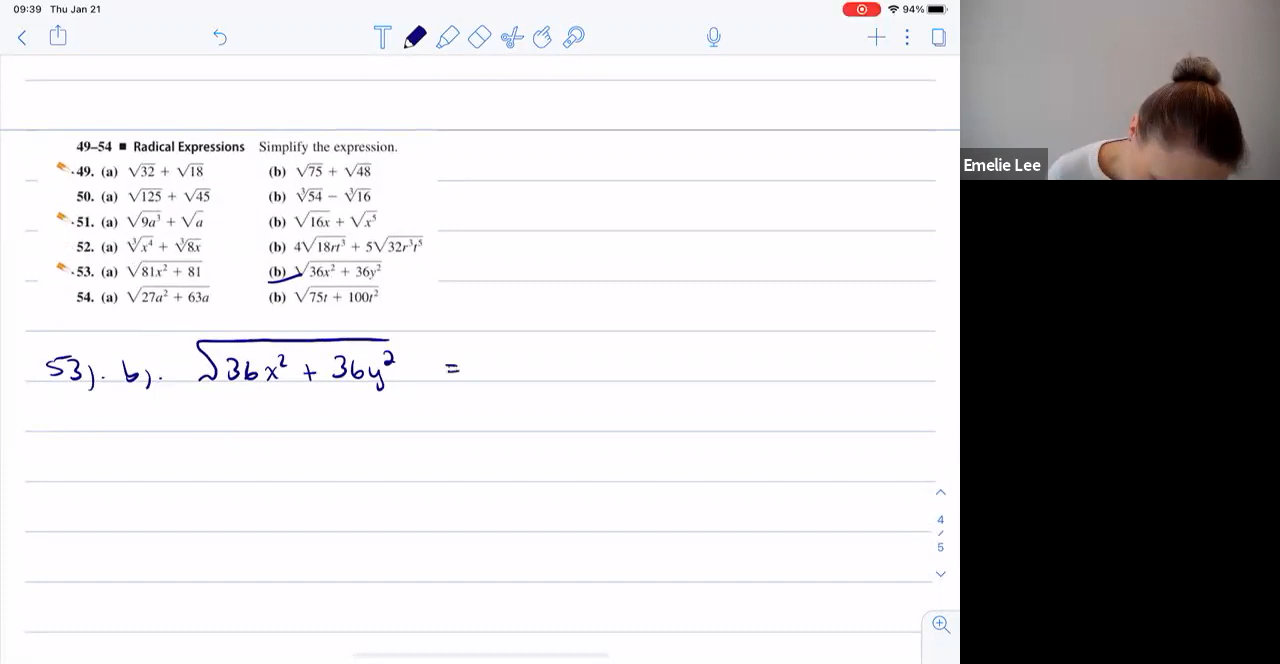 09:39 Thu Jan 21
94%
T
49–54 ■ Radical Expressions Simplify the expression.
49. (a) √32 + √18 (b) √75 + √48
50. (a) √125 + √45 (b) ∛54 − ∛16
51. (a) √9a³ + √a (b) √16x + √x⁵
52. (a) ∛x⁴ + ∛8x (b) 4√18rt³ + 5√32r³t⁵
53. (a) √81x² + 81 (b) √36x² + 36y²
54. (a) √27a² + 63a (b) √75t + 100t²
53). b). √36x² + 36y² =
4
/
5
Emelie Lee